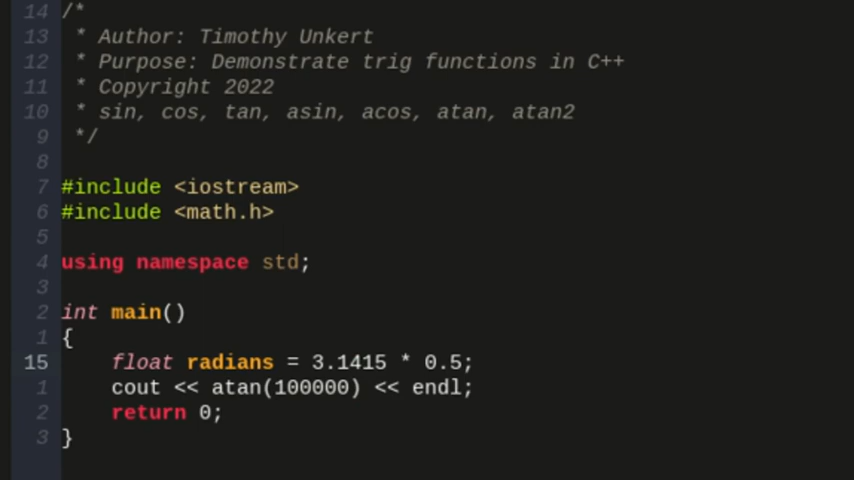 14 /*
13  * Author: Timothy Unkert
12  * Purpose: Demonstrate trig functions in C++
11  * Copyright 2022
10  * sin, cos, tan, asin, acos, atan, atan2
9  */
8
7 #include <iostream>
6 #include <math.h>
5
4 using namespace std;
3
2 int main()
1 {
15     float radians = 3.1415 * 0.5;
1     cout << atan(100000) << endl;
2     return 0;
3 }